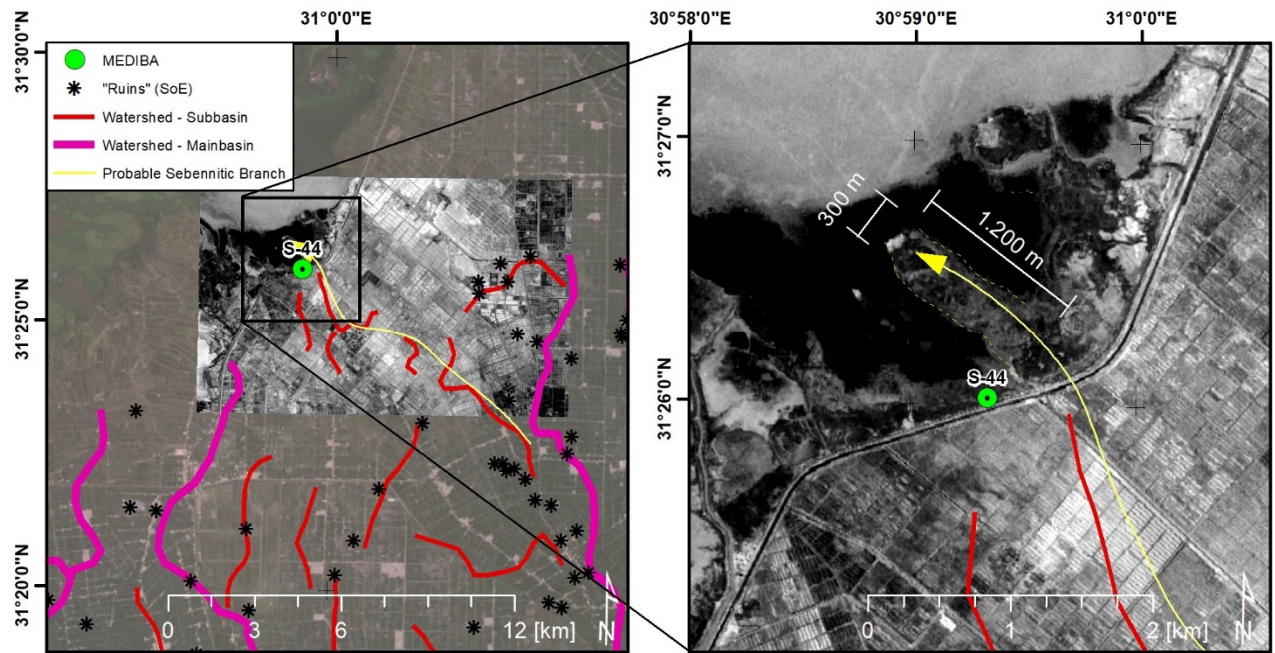 31°0'0"E
30°58'0"E
30°59'0"E
31°0'0"E
31°30'0"N
31°25'0"N
31°20'0"N
MEDIBA
"Ruins" (SoE)
Watershed - Subbasin
Watershed - Mainbasin
Probable Sebennitic Branch
S-44
0
3
6
12 [km]
N
31°27'0"N
31°26'0"N
300 m
1.200 m
S-44
0
1
2 [km]
N